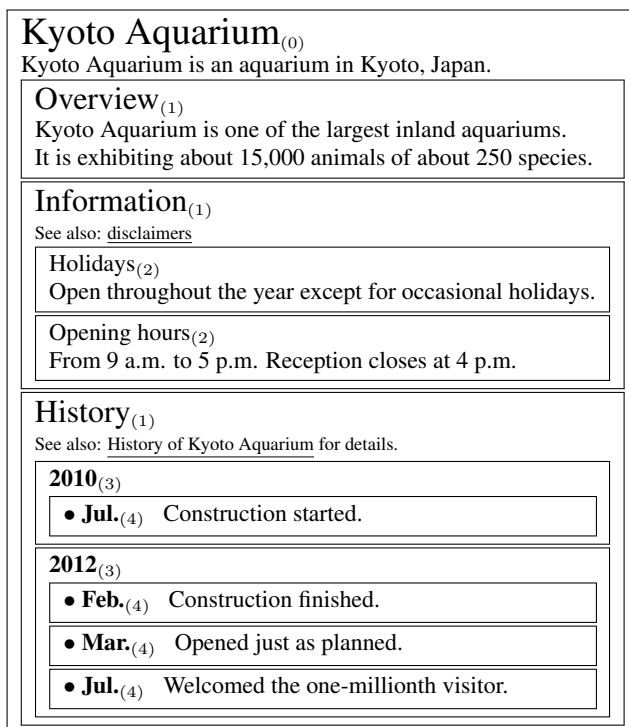 Kyoto Aquarium(0)
Kyoto Aquarium is an aquarium in Kyoto, Japan.
Overview(1)
Kyoto Aquarium is one of the largest inland aquariums.
It is exhibiting about 15,000 animals of about 250 species.
Information(1)
See also: disclaimers
Holidays(2)
Open throughout the year except for occasional holidays.
Opening hours(2)
From 9 a.m. to 5 p.m. Reception closes at 4 p.m.
History(1)
See also: History of Kyoto Aquarium for details.
2010(3)
• Jul.(4) Construction started.
2012(3)
• Feb.(4) Construction finished.
• Mar.(4) Opened just as planned.
• Jul.(4) Welcomed the one-millionth visitor.